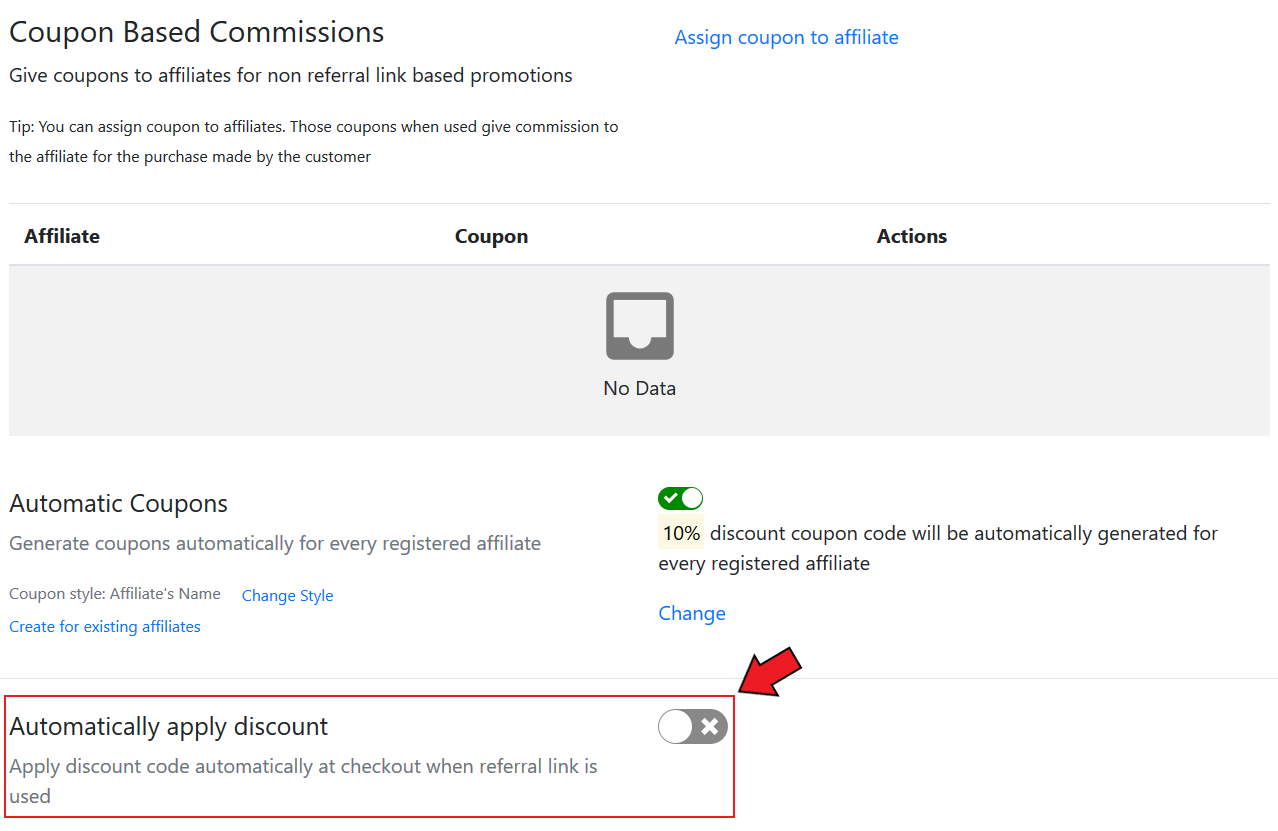 Coupon Based Commissions
Assign coupon to affiliate
Give coupons to affiliates for non referral link based promotions
Tip: You can assign coupon to affiliates. Those coupons when used give commission to
the affiliate for the purchase made by the customer
Affiliate Coupon Actions
No Data
Automatic Coupons
Generate coupons automatically for every registered affiliate
Coupon style: Affiliate's Name Change Style
Create for existing affiliates
10% discount coupon code will be automatically generated for
every registered affiliate
Change
Automatically apply discount
Apply discount code automatically at checkout when referral link is
used